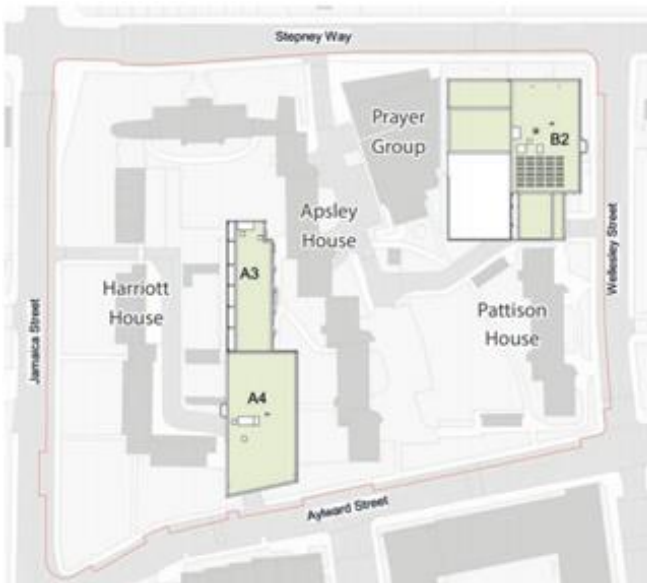 Stepney Way
Prayer
Group
B2
Apsley
House
A3
Harriott
House
Pattison
House
Wellesley Street
Jamaica Street
A4
Aylward Street